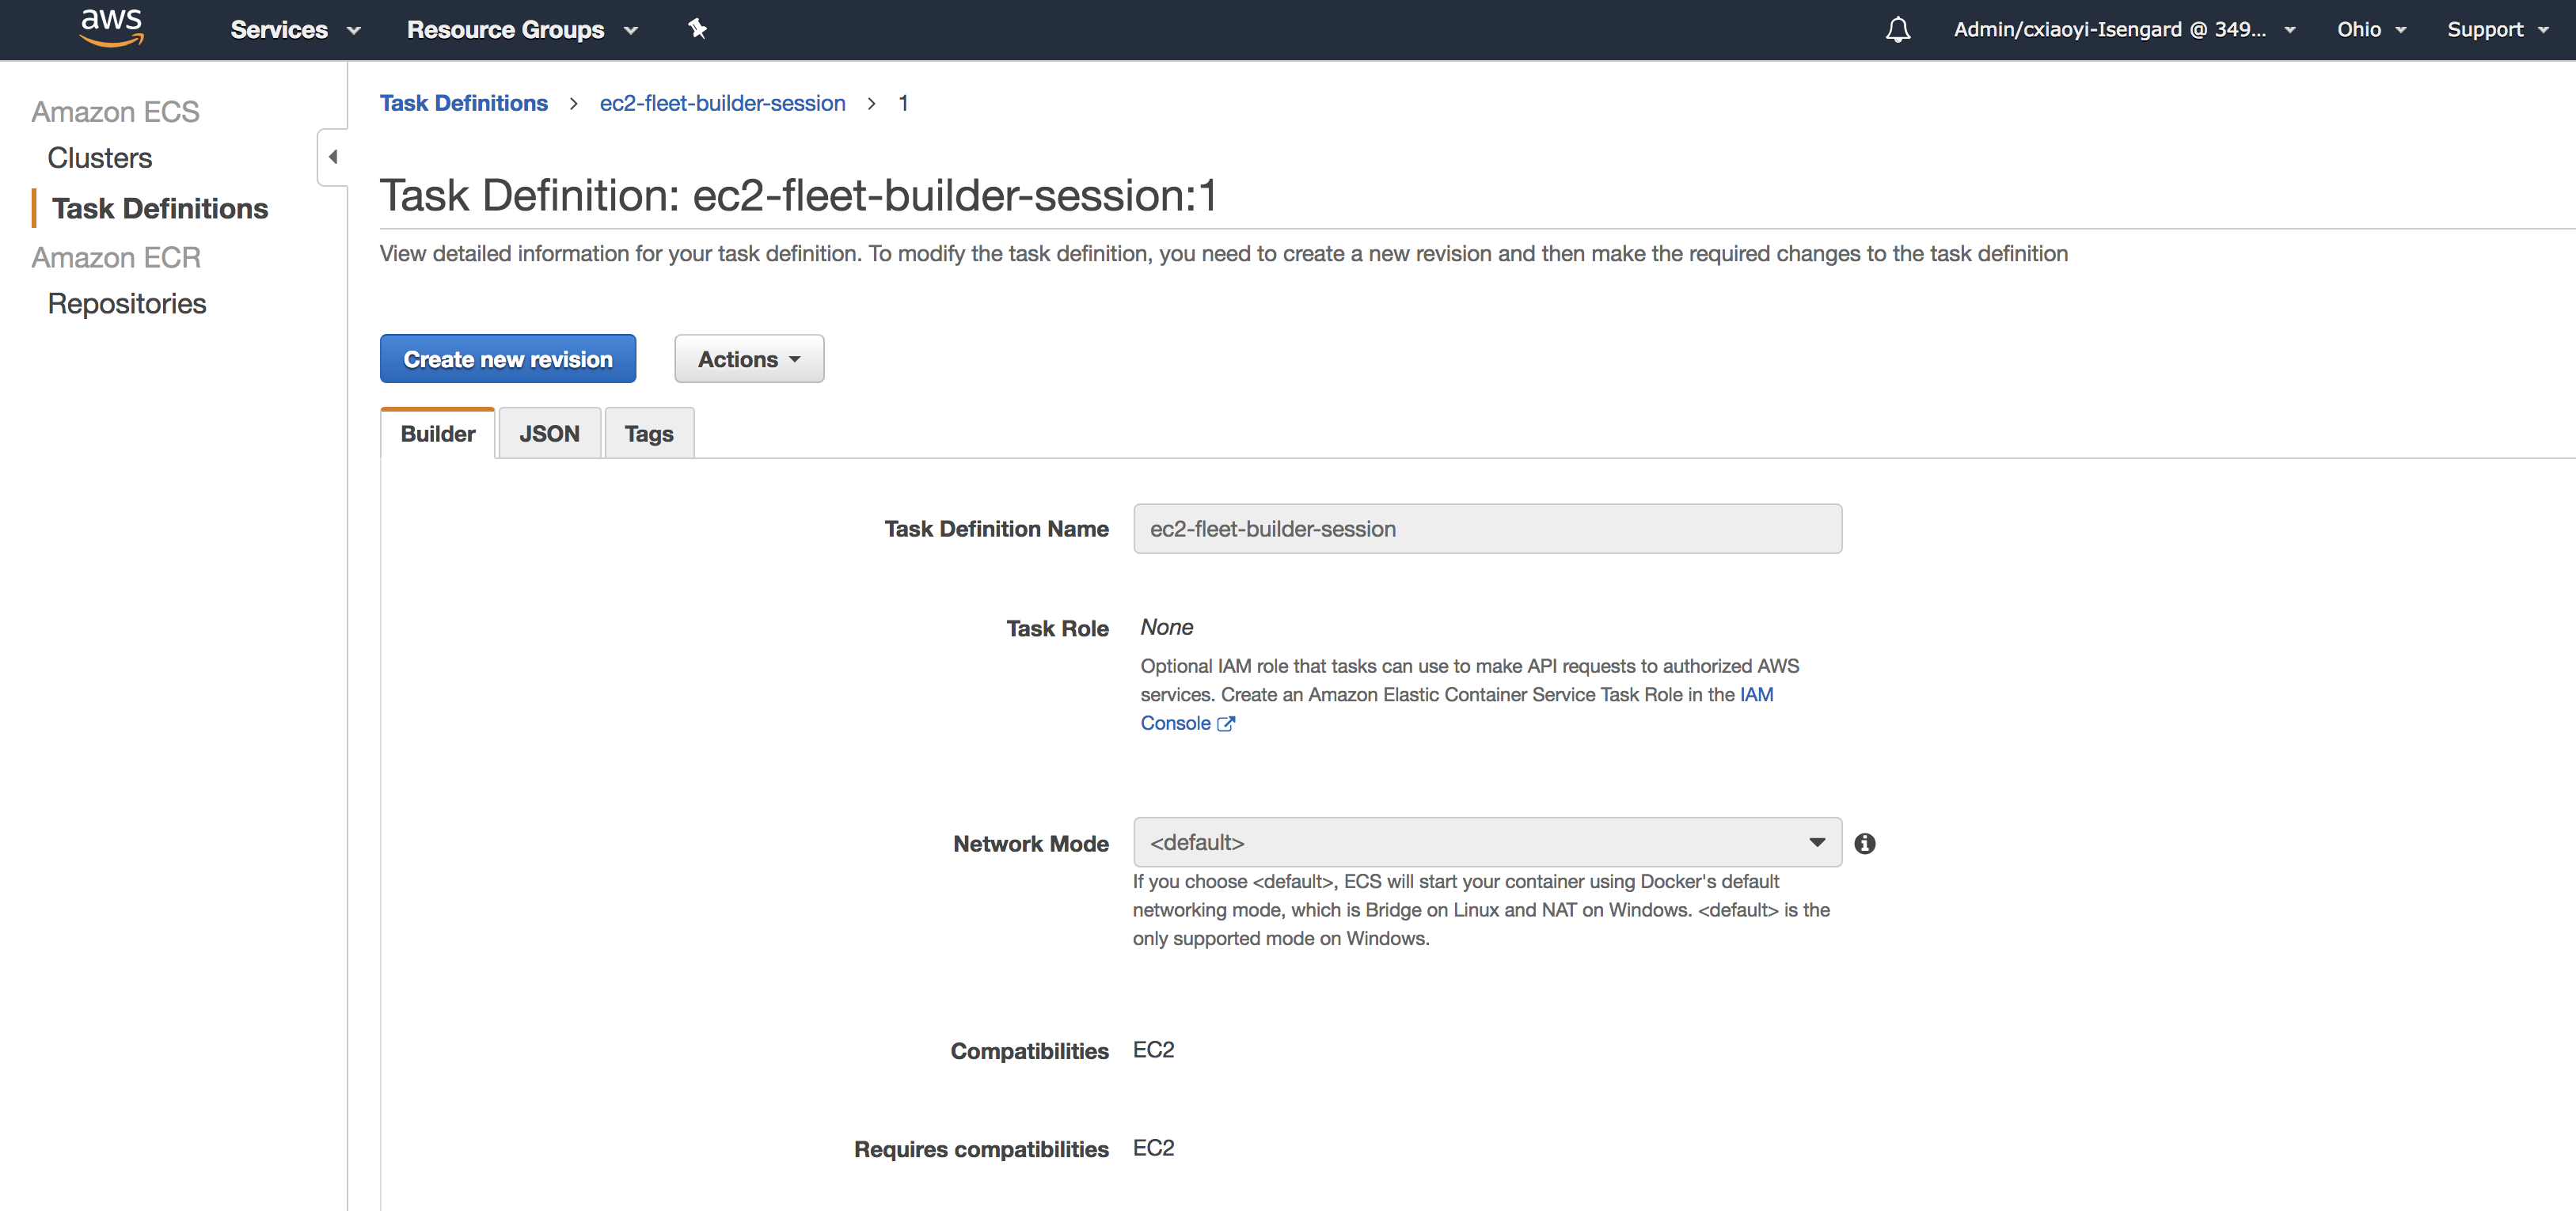 aws Services Resource Groups Admin/cxiaoyi-Isengard @ 349... Ohio Support
Amazon ECS
Clusters
Task Definitions
Amazon ECR
Repositories
Task Definitions > ec2-fleet-builder-session > 1
Task Definition: ec2-fleet-builder-session:1
View detailed information for your task definition. To modify the task definition, you need to create a new revision and then make the required changes to the task definition
Create new revision Actions
Builder JSON Tags
Task Definition Name ec2-fleet-builder-session
Task Role None
Optional IAM role that tasks can use to make API requests to authorized AWS
services. Create an Amazon Elastic Container Service Task Role in the IAM
Console
Network Mode <default>
If you choose <default>, ECS will start your container using Docker's default
networking mode, which is Bridge on Linux and NAT on Windows. <default> is the
only supported mode on Windows.
Compatibilities EC2
Requires compatibilities EC2